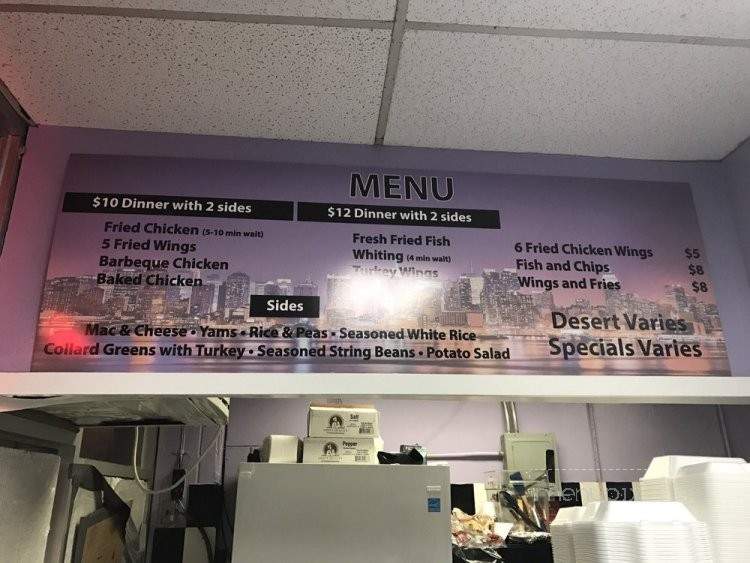 MENU
$10 Dinner with 2 sides
Fried Chicken (5-10 min wait)
5 Fried Wings
Barbeque Chicken
Baked Chicken
$12 Dinner with 2 sides
Fresh Fried Fish
Whiting (4 min wait)
Turkey Wings
6 Fried Chicken Wings $5
Fish and Chips $8
Wings and Fries $8
Sides
Mac & Cheese • Yams • Rice & Peas • Seasoned White Rice
Collard Greens with Turkey • Seasoned String Beans • Potato Salad
Desert Varies
Specials Varies
Salt
Pepper